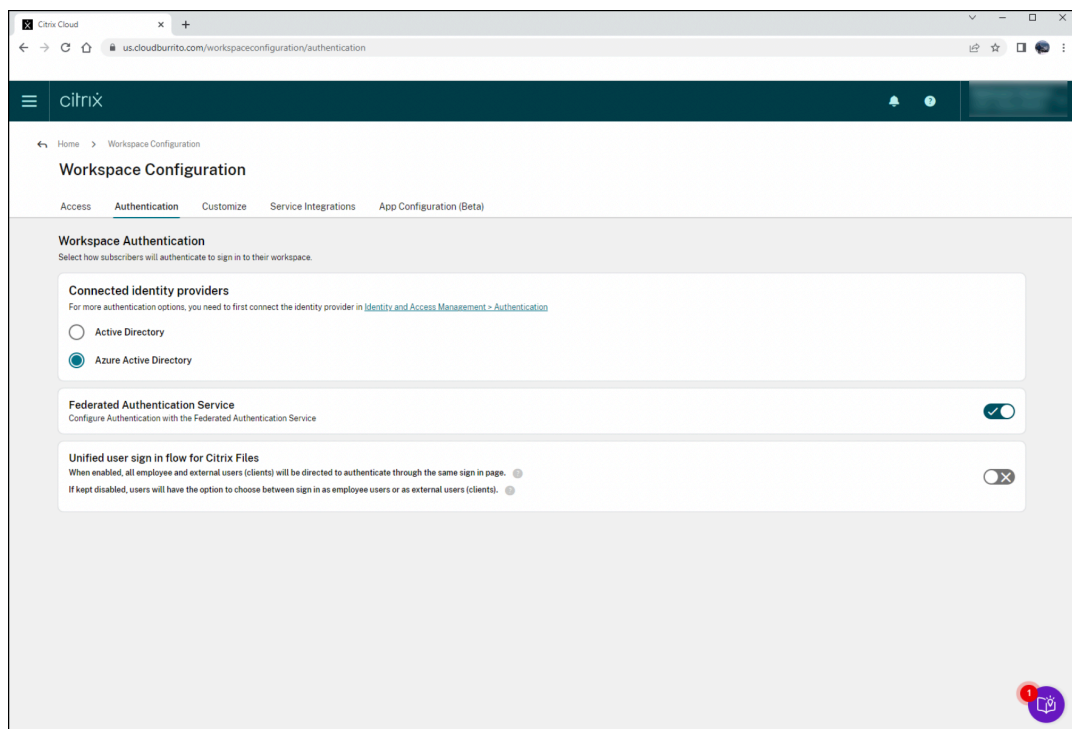 Citrix Cloud
us.cloudburrito.com/workspaceconfiguration/authentication
citrix
Home > Workspace Configuration
Workspace Configuration
Access Authentication Customize Service Integrations App Configuration (Beta)
Workspace Authentication
Select how subscribers will authenticate to sign in to their workspace.
Connected identity providers
For more authentication options, you need to first connect the identity provider in Identity and Access Management > Authentication
Active Directory
Azure Active Directory
Federated Authentication Service
Configure Authentication with the Federated Authentication Service
Unified user sign in flow for Citrix Files
When enabled, all employee and external users (clients) will be directed to authenticate through the same sign in page. ?
If kept disabled, users will have the option to choose between sign in as employee users or as external users (clients). ?
1